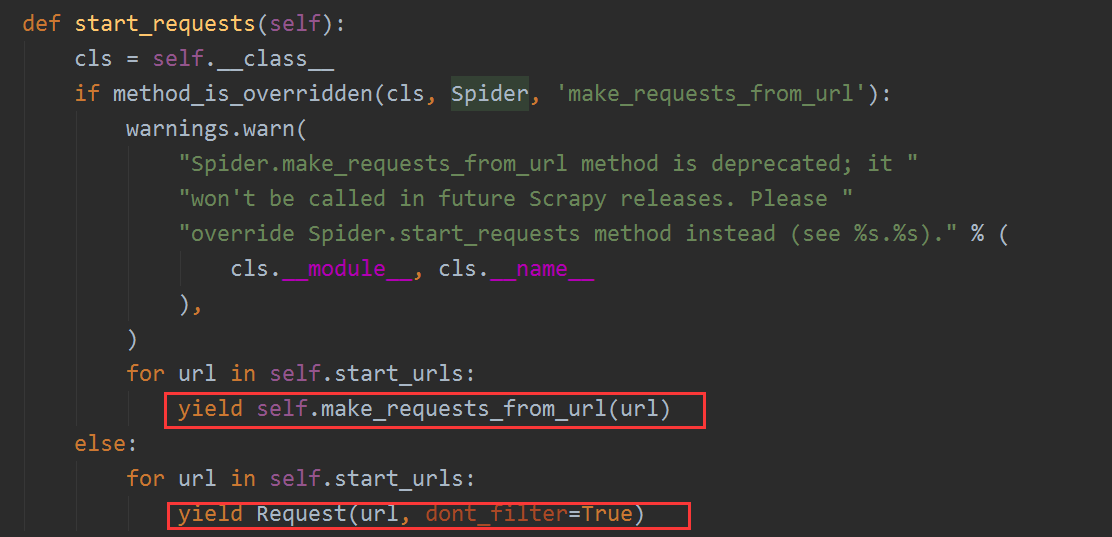 def start_requests(self):
    cls = self.__class__
    if method_is_overridden(cls, Spider, 'make_requests_from_url'):
        warnings.warn(
            "Spider.make_requests_from_url method is deprecated; it "
            "won't be called in future Scrapy releases. Please "
            "override Spider.start_requests method instead (see %s.%s)." % (
                cls.__module__, cls.__name__
            ),
        )
        for url in self.start_urls:
            yield self.make_requests_from_url(url)
    else:
        for url in self.start_urls:
            yield Request(url, dont_filter=True)